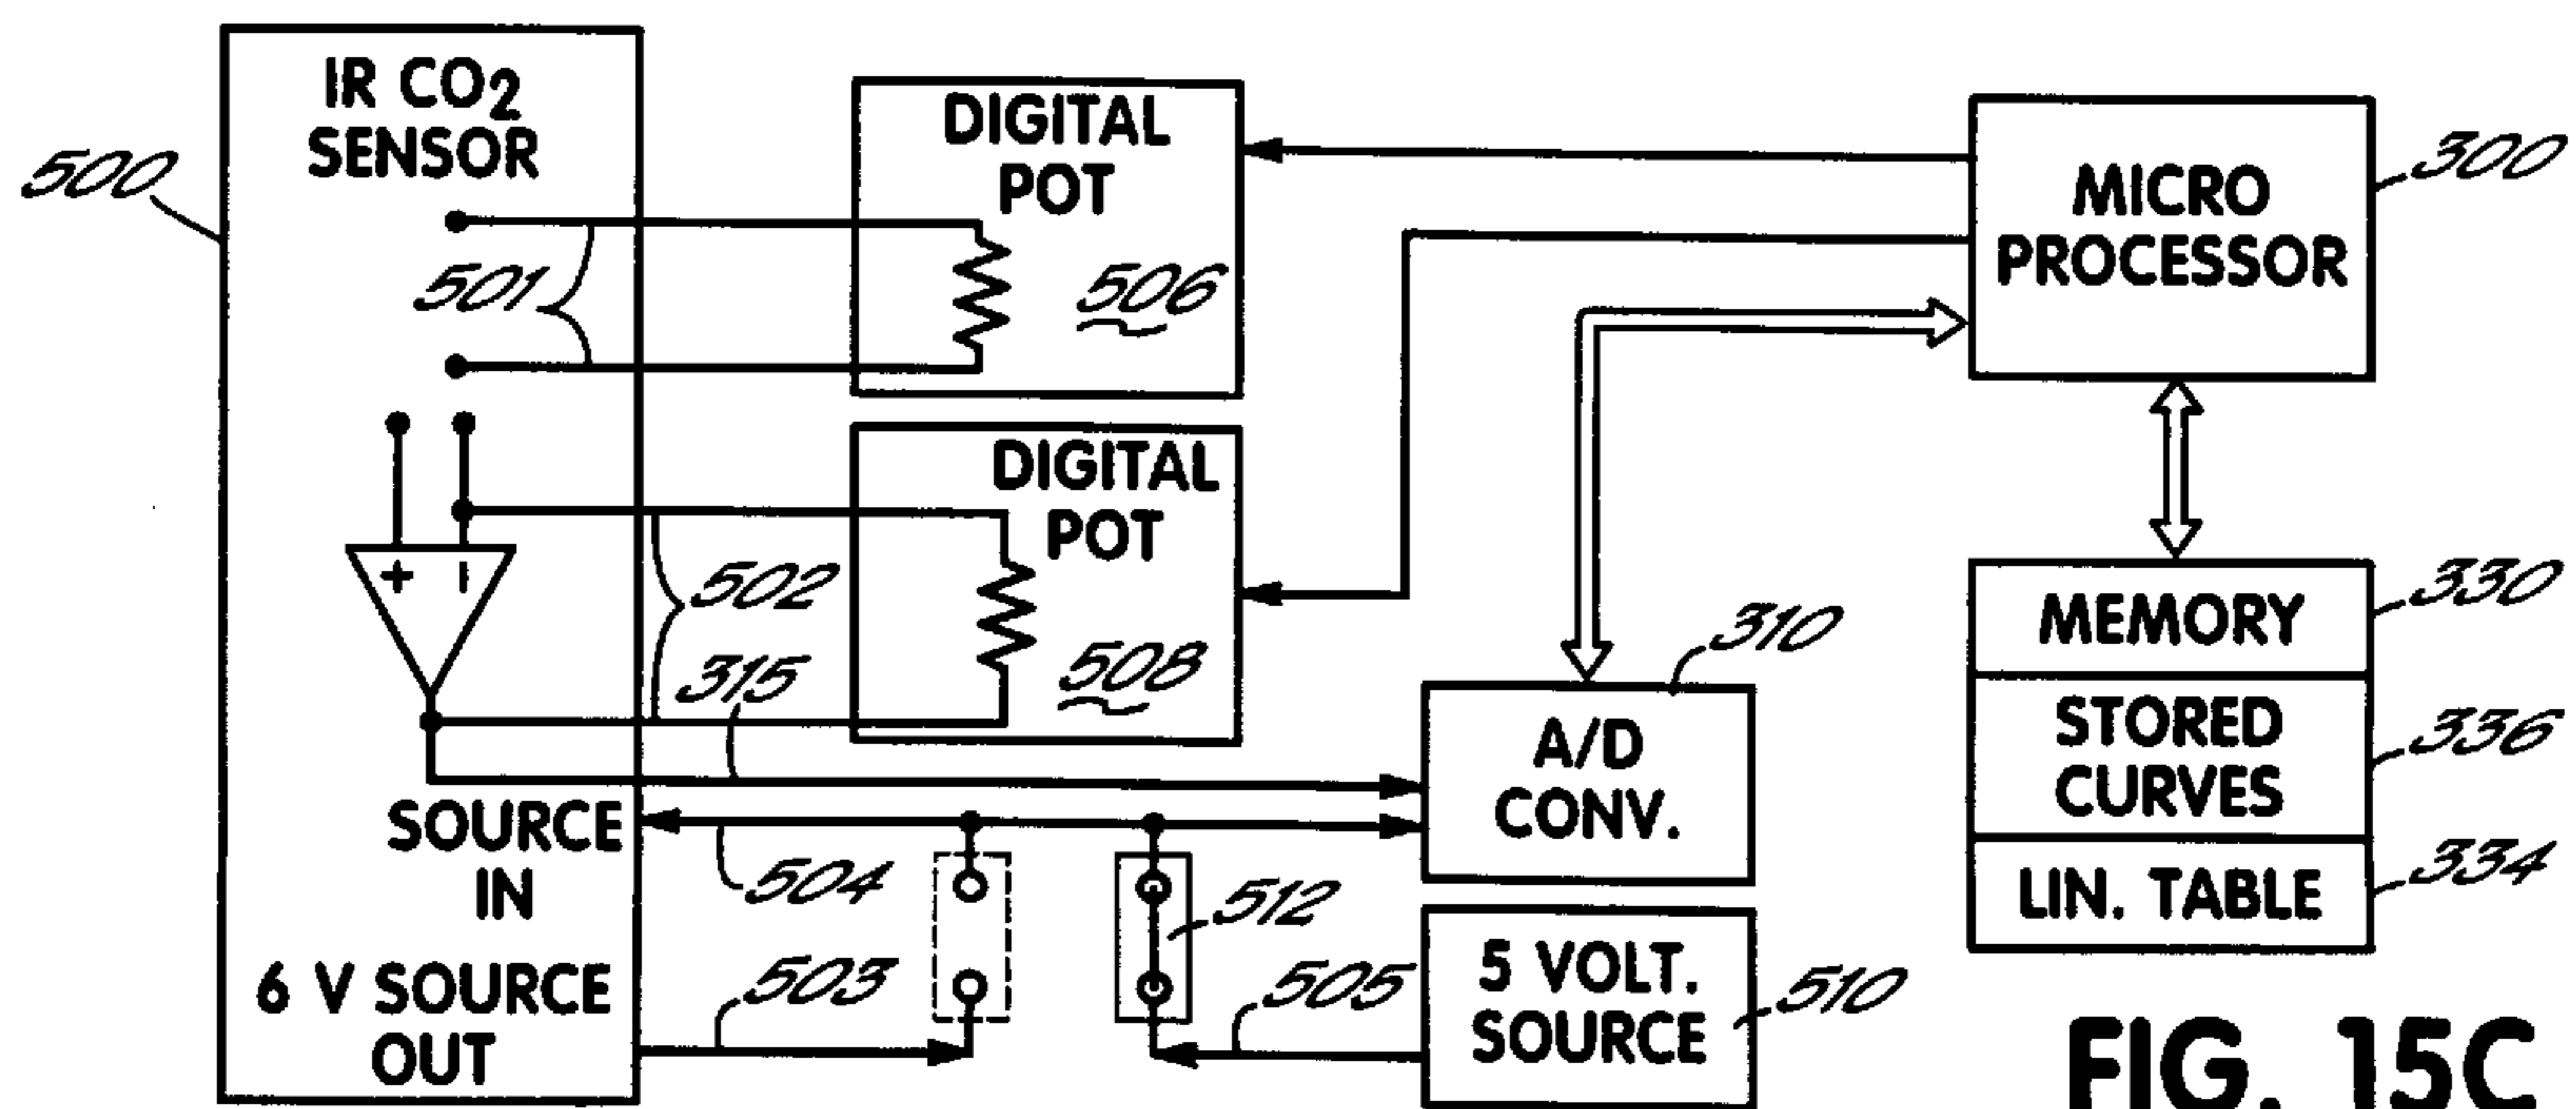 IR CO2
SENSOR
500
501
DIGITAL
POT
506
MICRO
PROCESSOR
300
+ -
502
315
DIGITAL
POT
508
310
A/D
CONV.
MEMORY
330
STORED
CURVES
336
LIN. TABLE
334
SOURCE
IN
504
512
6 V SOURCE
OUT
503
505
5 VOLT.
SOURCE
510
FIG. 15C